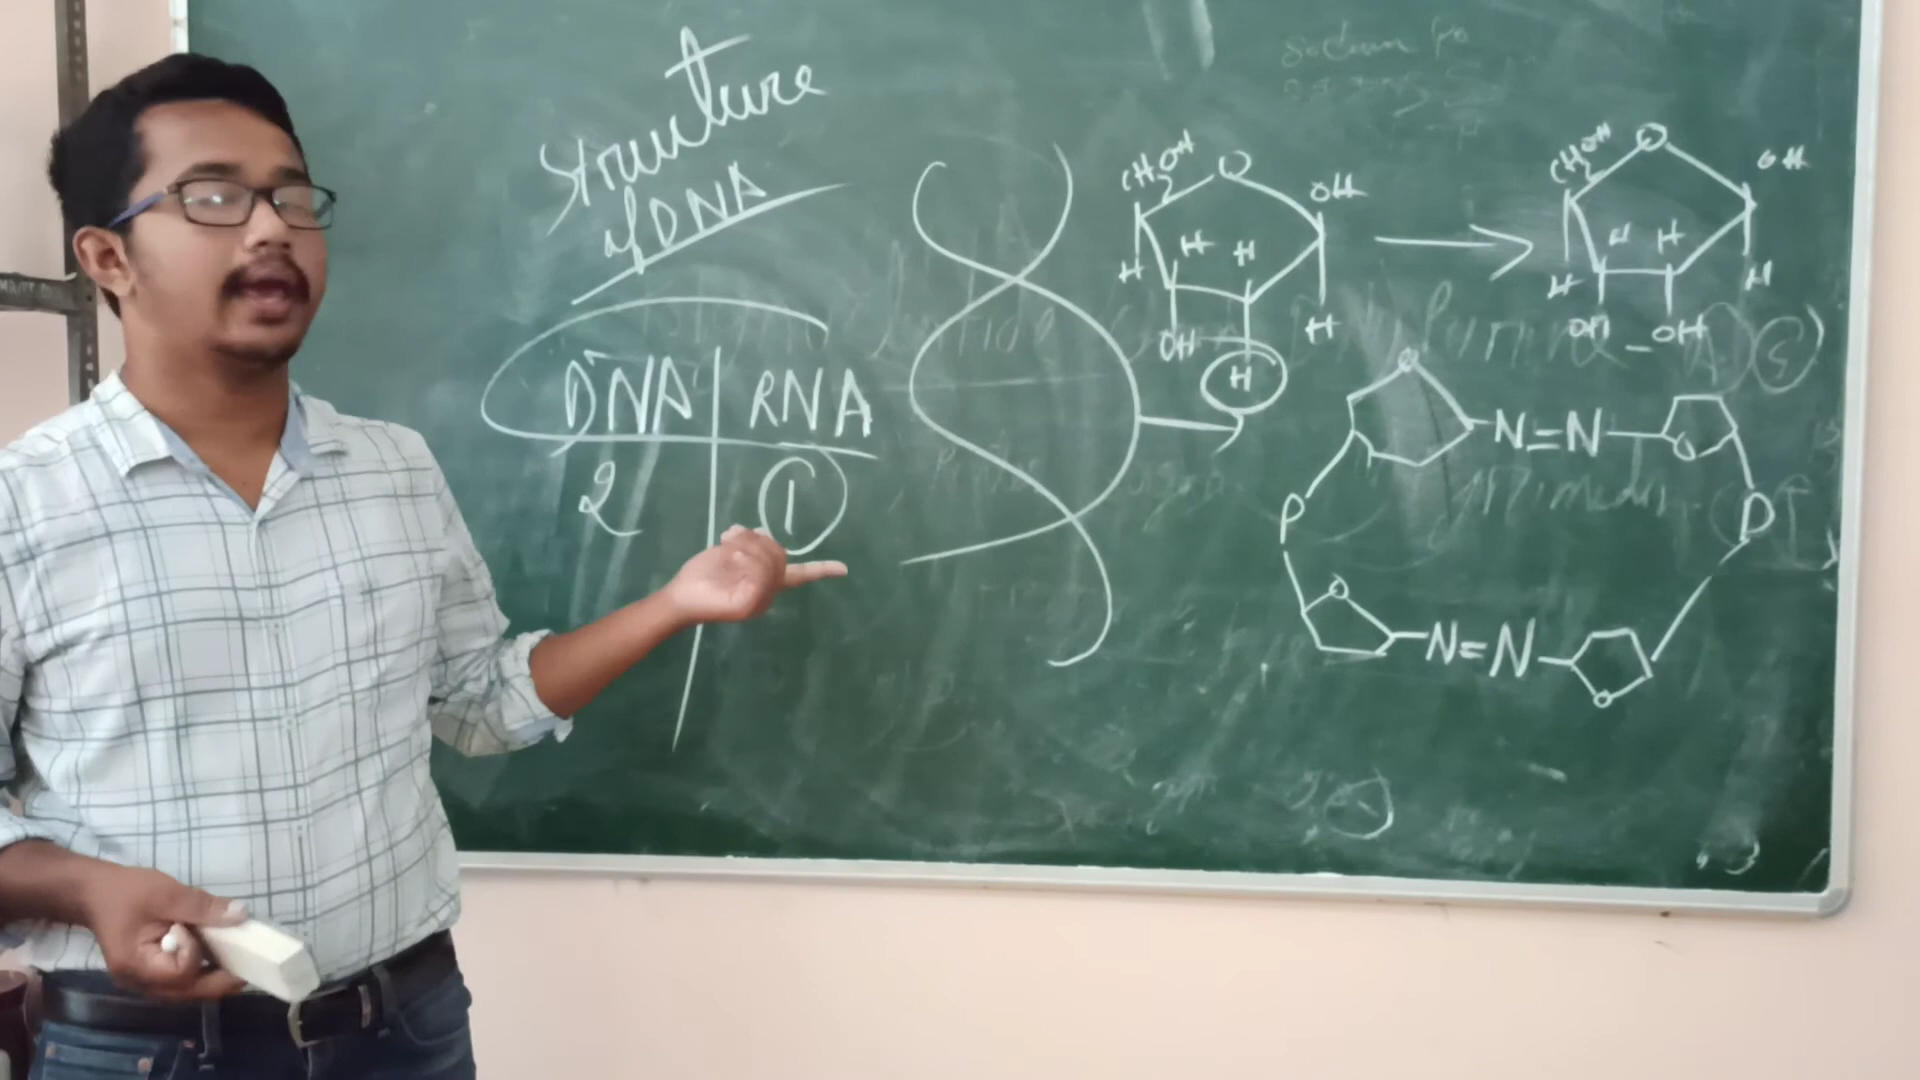 Structure
of DNA
DNA RNA
2 1
CH2OH O OH
H H H
OH H H
CH2OH O OH
H H H H
OH OH
O
N=N
O
P P
O
N=N
O